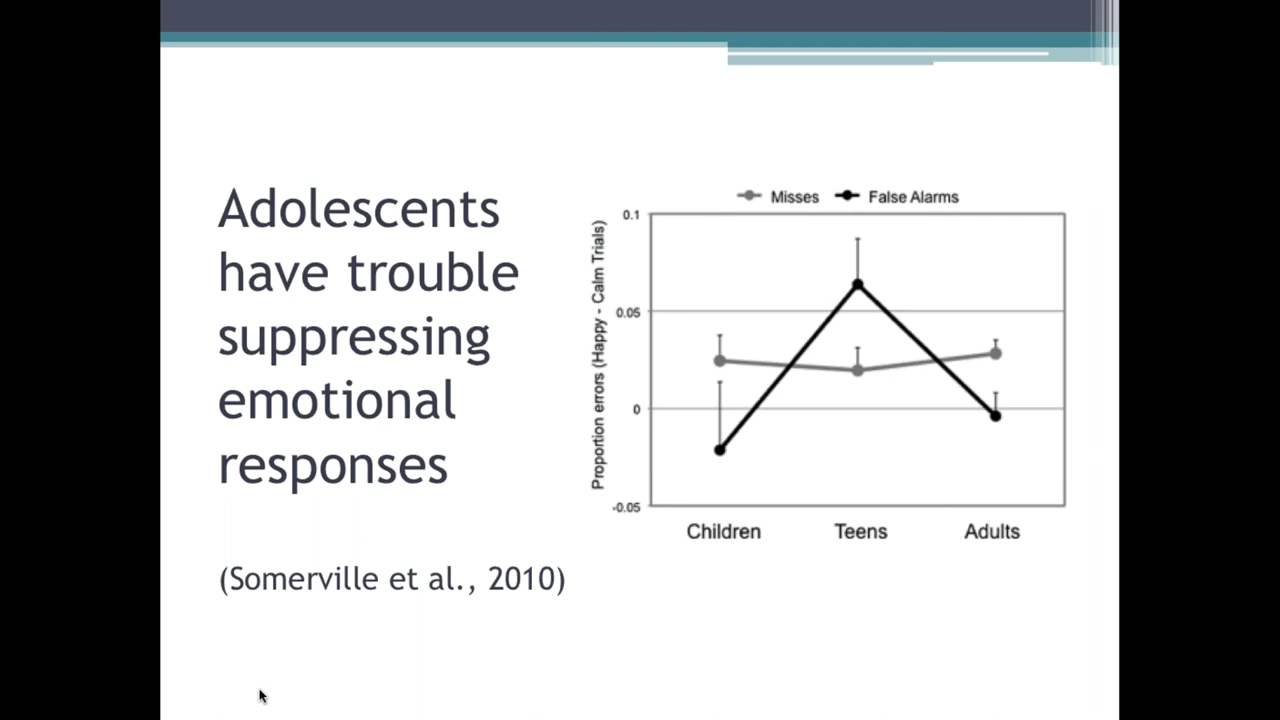 Adolescents
have trouble
suppressing
emotional
responses
(Somerville et al., 2010)
Misses False Alarms
Proportion errors (Happy - Calm Trials)
0.1
0.05
0
-0.05
Children Teens Adults